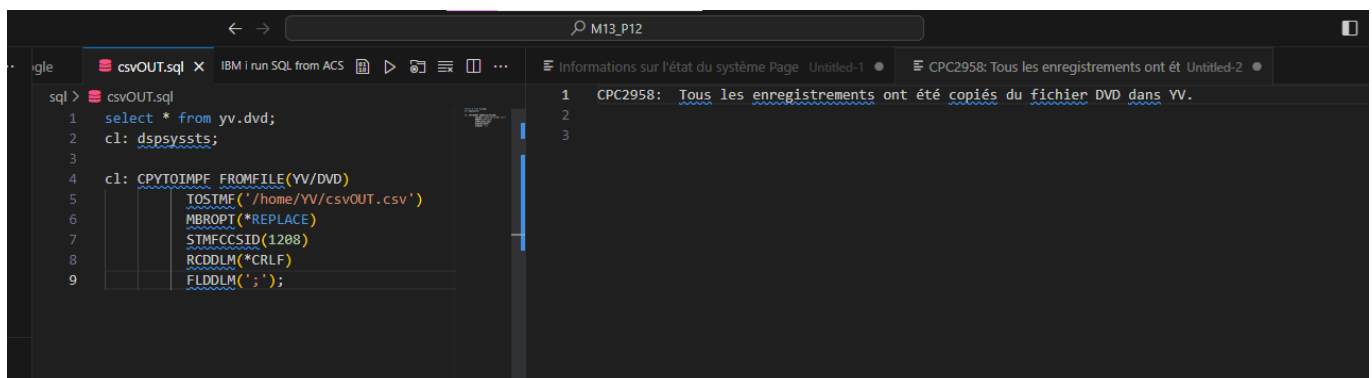 M13_P12
gle
csvOUT.sql
IBM i run SQL from ACS
sql > csvOUT.sql
1 select * from yv.dvd;
2 cl: dspsyssts;
3
4 cl: CPYTOIMPF FROMFILE(YV/DVD)
5 TOSTMF('/home/YV/csvOUT.csv')
6 MBROPT(*REPLACE)
7 STMFCCSID(1208)
8 RCDDLM(*CRLF)
9 FLDDLM(';');
Informations sur l'état du système Page Untitled-1
CPC2958: Tous les enregistrements ont ét Untitled-2
1 CPC2958: Tous les enregistrements ont été copiés du fichier DVD dans YV.
2
3